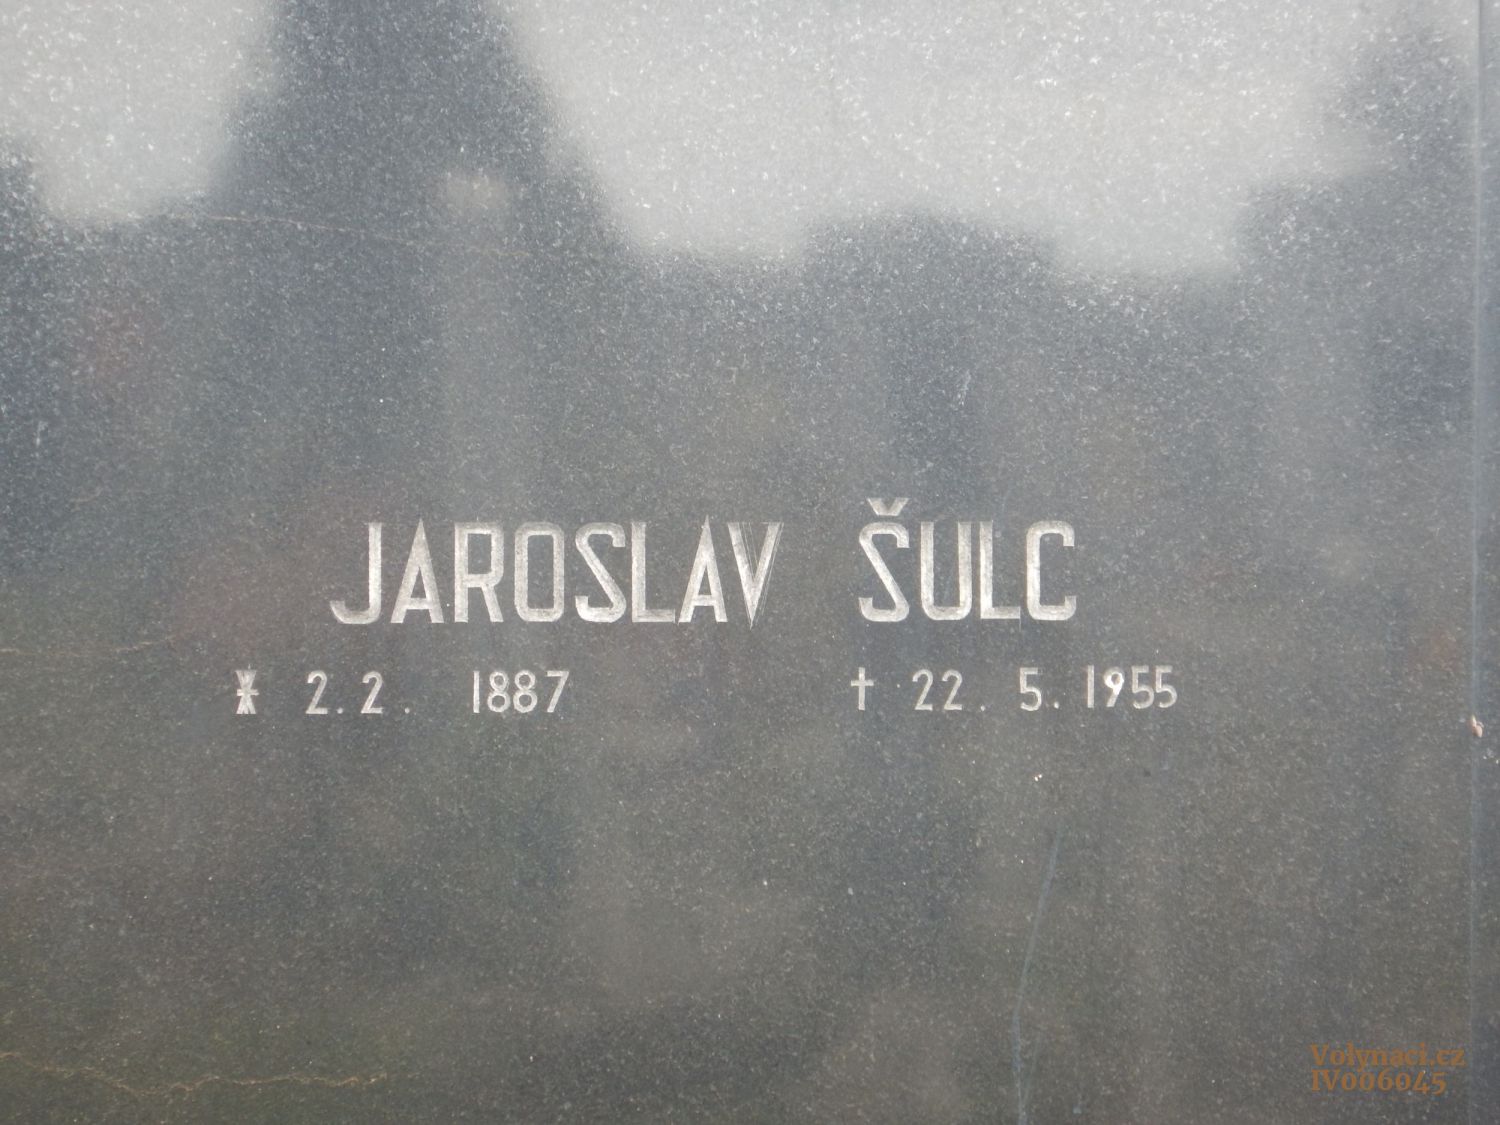 JAROSLAV ŠULC
* 2.2. 1887 † 22. 5. 1955
Volynaci.cz
IV006045